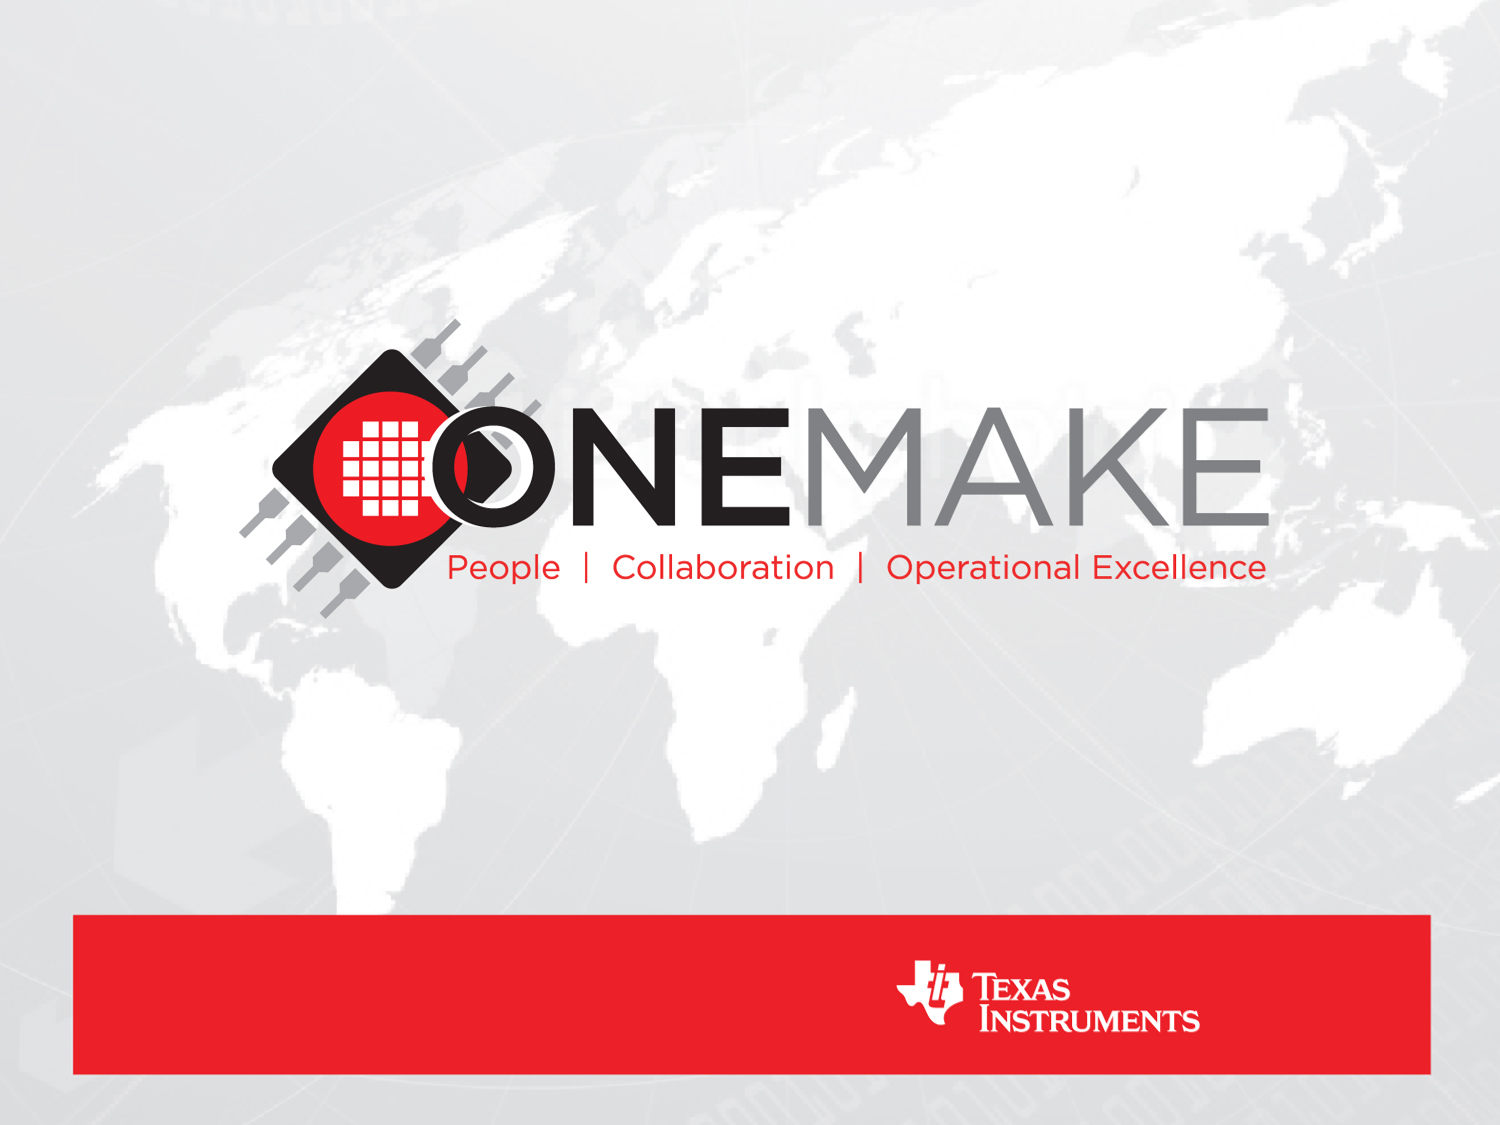 ONEMAKE
People | Collaboration | Operational Excellence
TEXAS
INSTRUMENTS